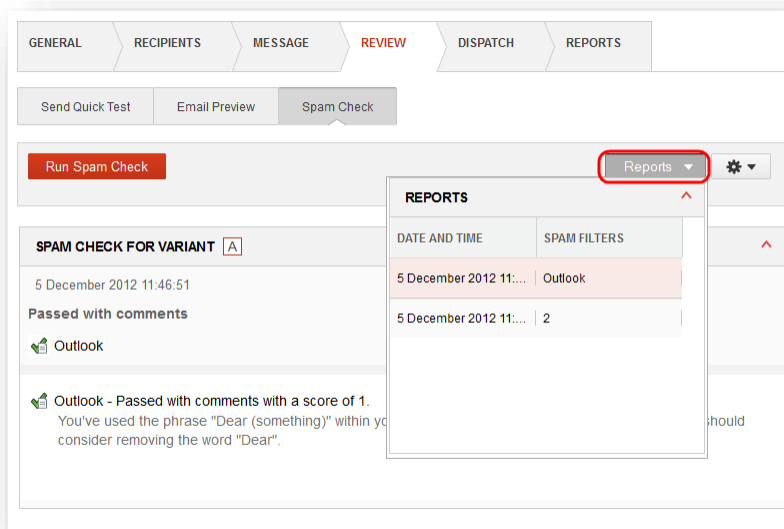 GENERAL RECIPIENTS MESSAGE REVIEW DISPATCH REPORTS
Send Quick Test Email Preview Spam Check
Run Spam Check Reports
REPORTS
DATE AND TIME SPAM FILTERS
5 December 2012 11:... Outlook
5 December 2012 11:... 2
SPAM CHECK FOR VARIANT A
5 December 2012 11:46:51
Passed with comments
Outlook
Outlook - Passed with comments with a score of 1.
You've used the phrase "Dear (something)" within should
consider removing the word "Dear".